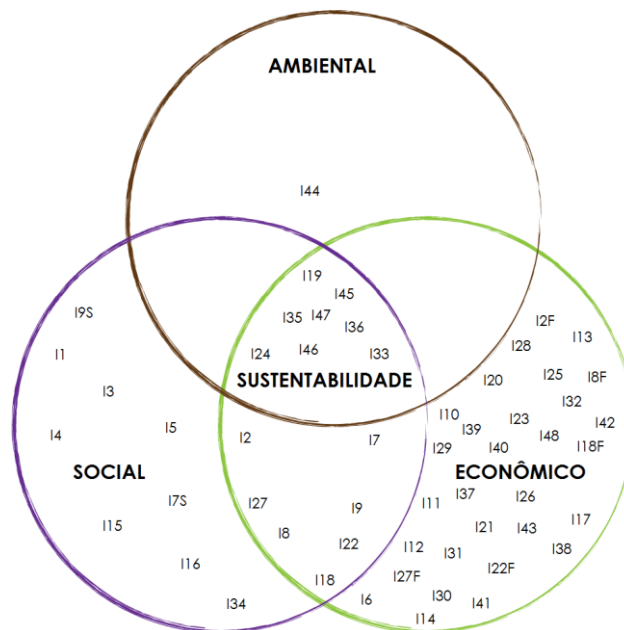 AMBIENTAL
I44
I19
I45
I35
I47
I36
I24
I46
I33
SUSTENTABILIDADE
I9S
I1
I3
I4
I5
SOCIAL
I7S
I15
I16
I34
I2
I7
I27
I9
I8
I22
I18
I2F
I13
I28
I20
I25
I8F
I32
I10
I39
I23
I42
I29
I40
I48
I18F
ECONÔMICO
I11
I37
I26
I21
I43
I17
I12
I31
I38
I27F
I22F
I6
I30
I41
I14